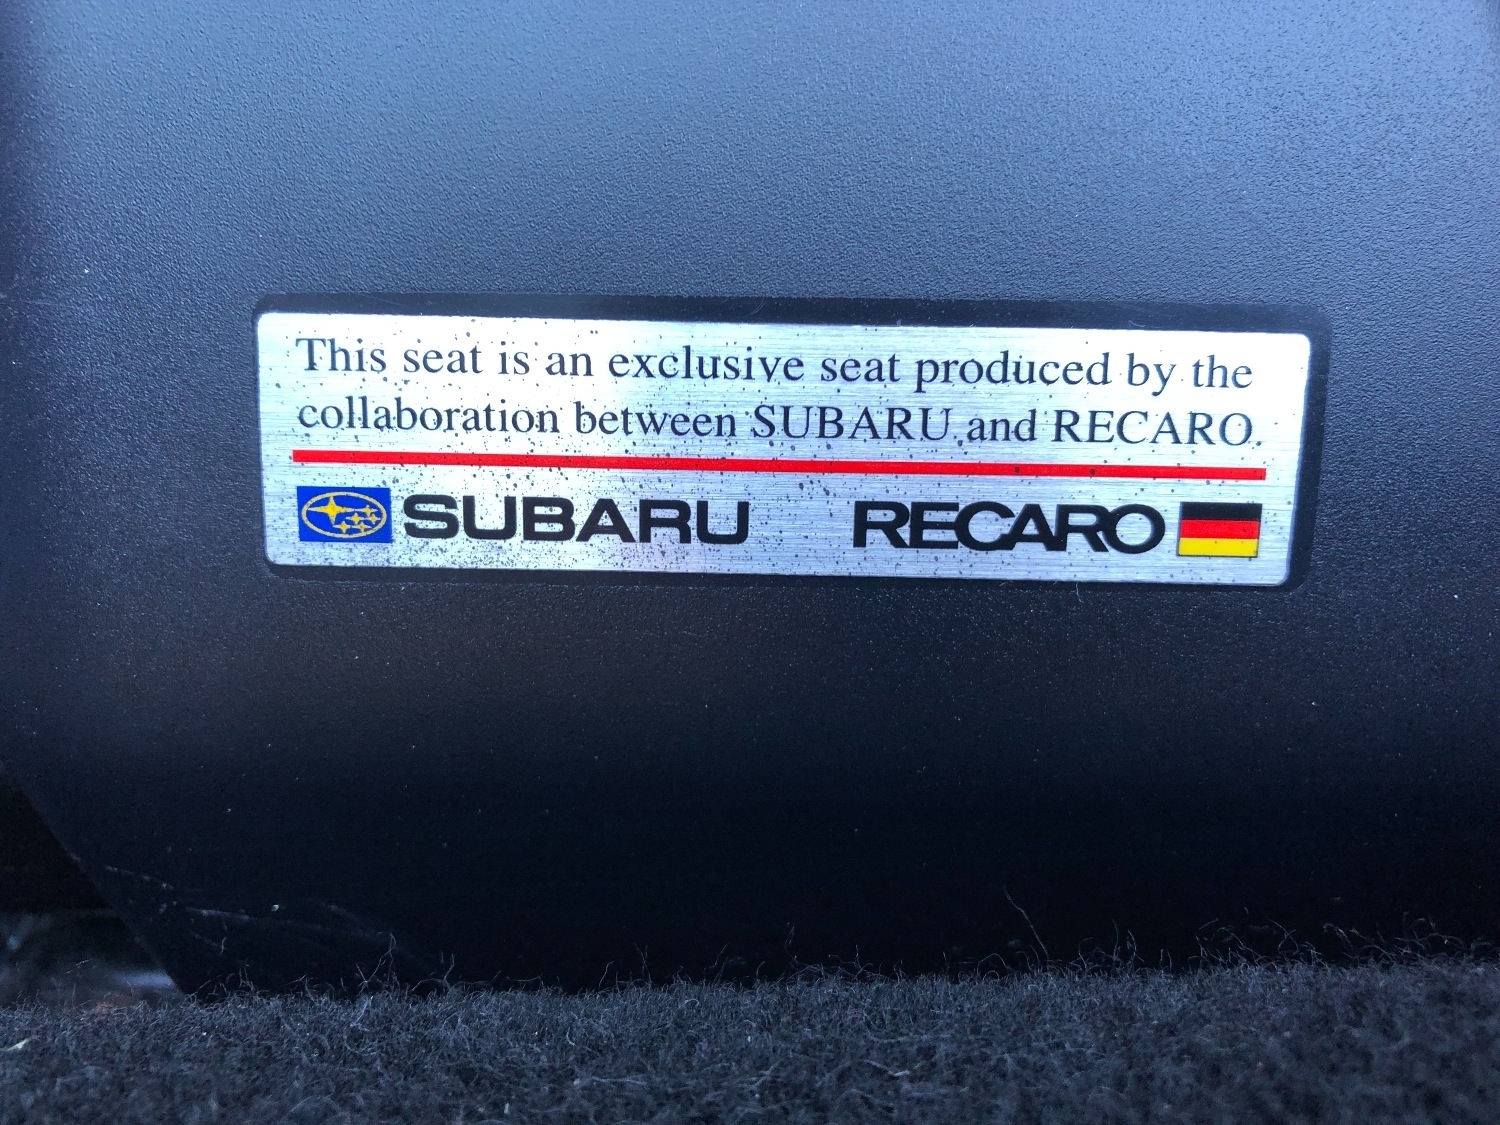 This seat is an exclusive seat produced by the
collaboration between SUBARU and RECARO.
SUBARU RECARO